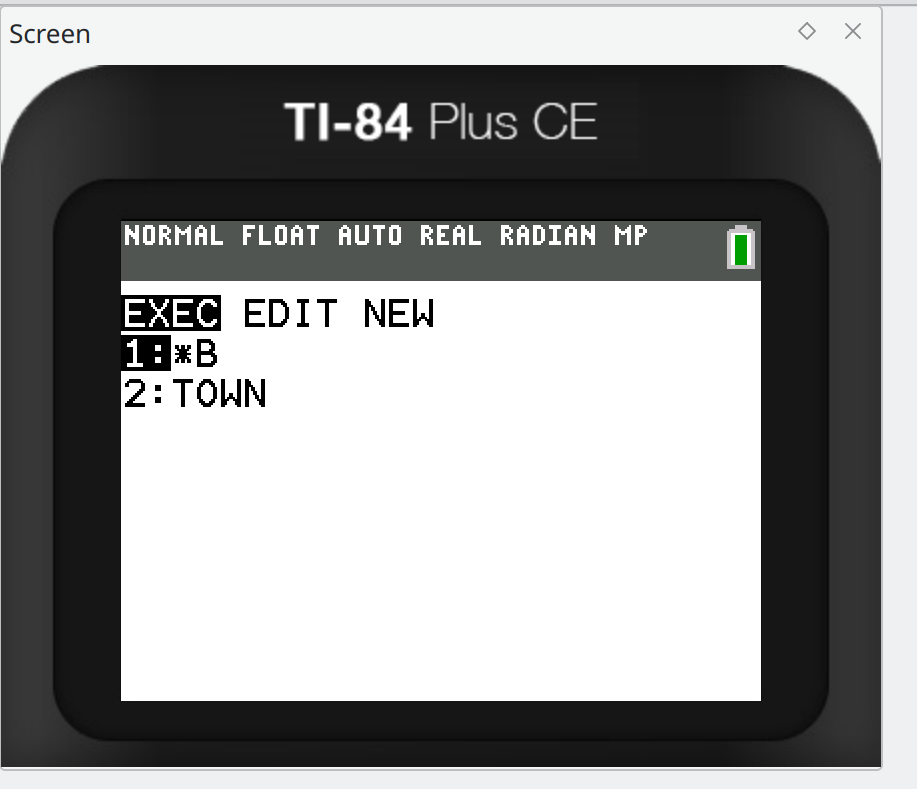 Screen
TI-84 Plus CE
NORMAL FLOAT AUTO REAL RADIAN MP
EXEC EDIT NEW
1:*B
2:TOWN